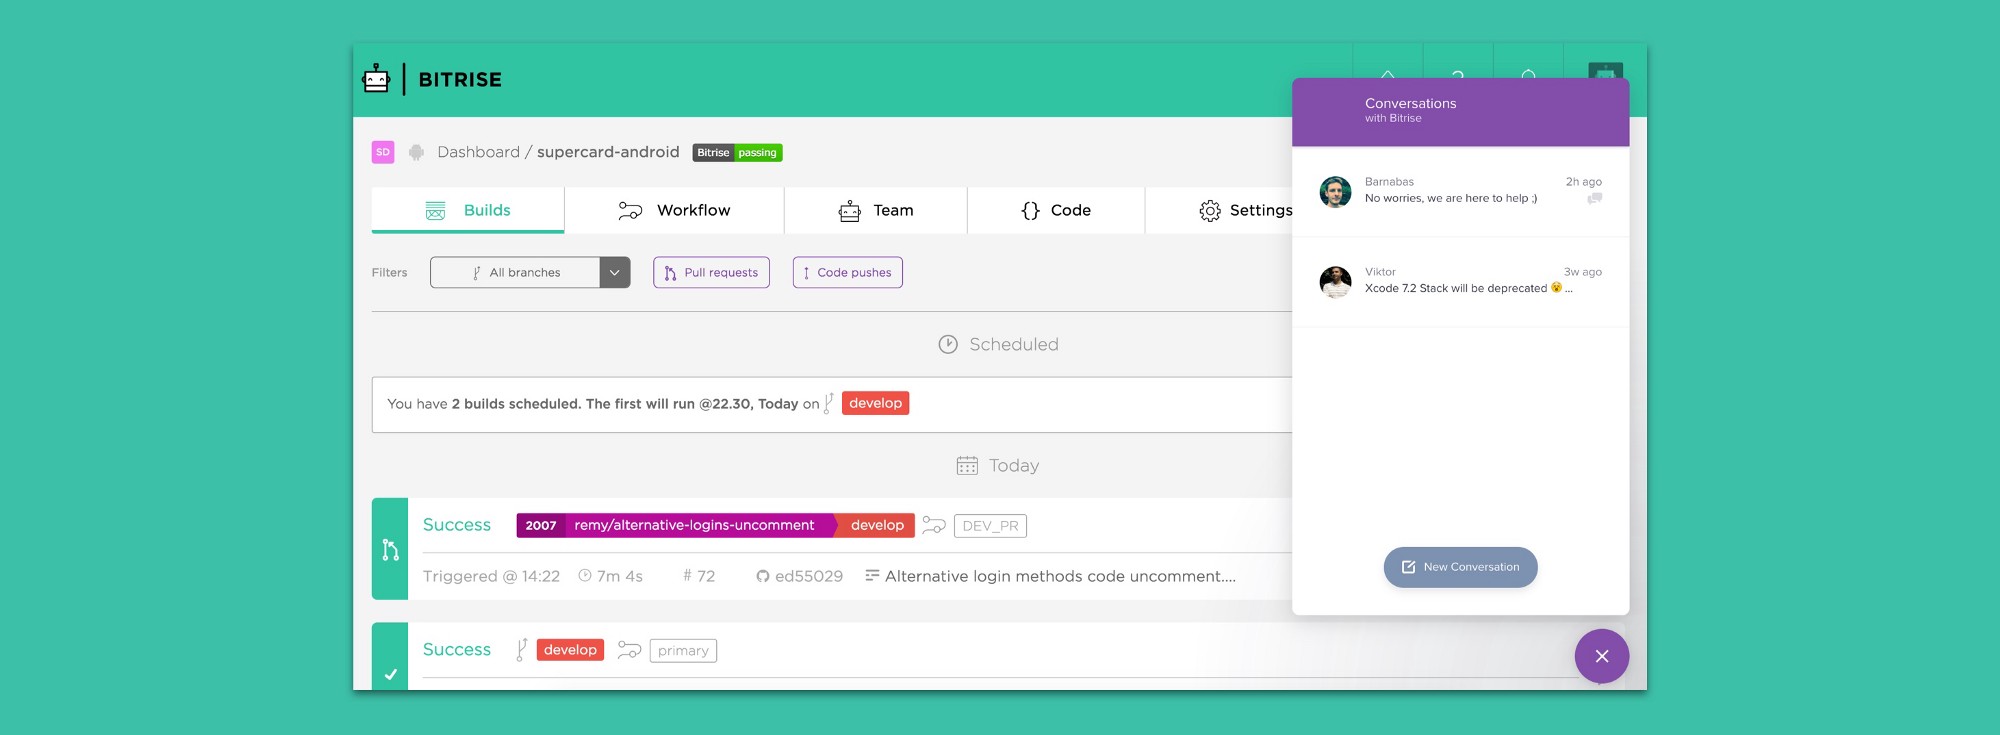 BITRISE
Conversations
with Bitrise
SD Dashboard / supercard-android Bitrise passing
Builds Workflow Team Code Settings
Filters All branches Pull requests Code pushes
Scheduled
You have 2 builds scheduled. The first will run @22.30, Today on develop
Today
Success 2007 remy/alternative-logins-uncomment develop DEV_PR
Triggered @ 14:22 7m 4s # 72 ed55029 Alternative login methods code uncomment....
Success develop primary
Barnabas 2h ago
No worries, we are here to help ;)
Viktor 3w ago
Xcode 7.2 Stack will be deprecated 😲 ...
New Conversation